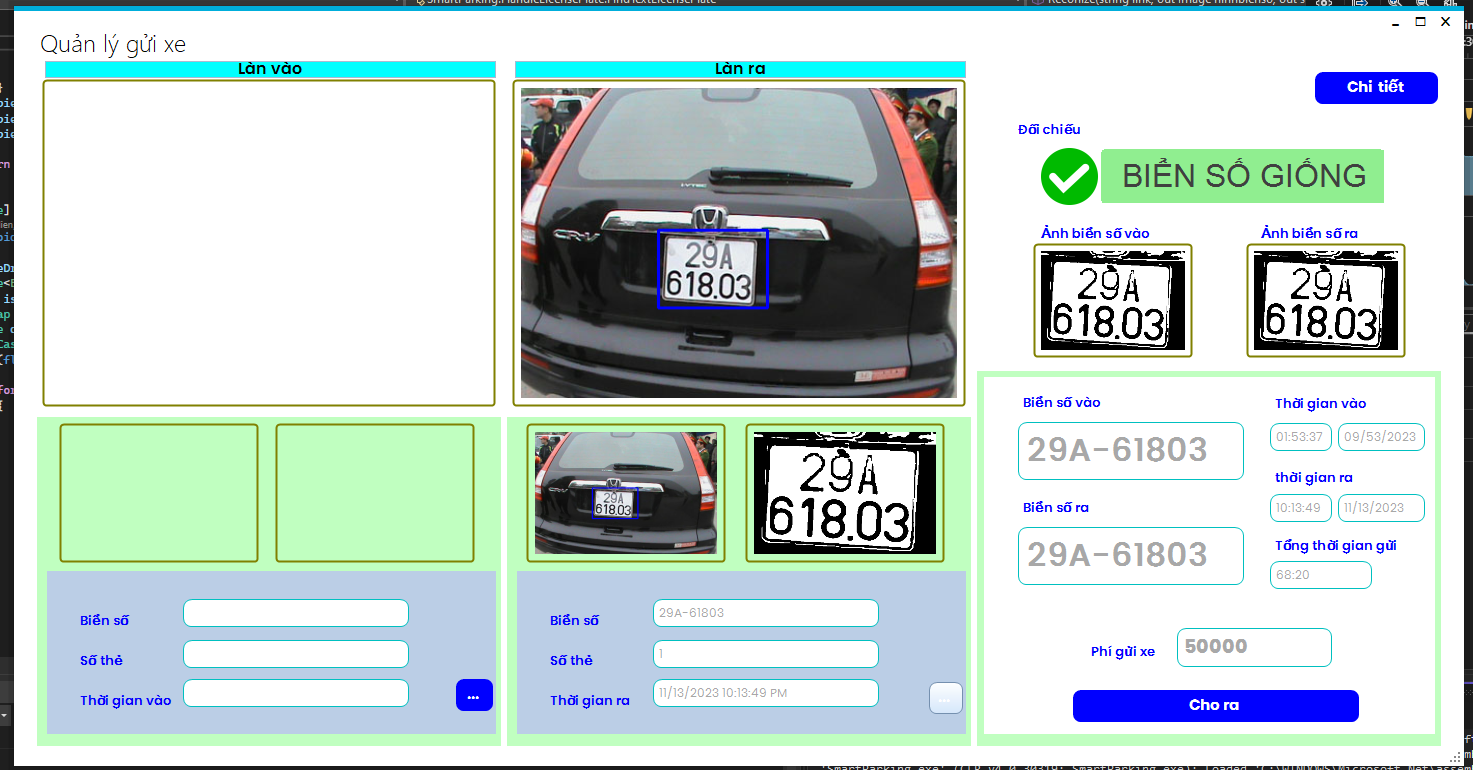 SmartParking.HandleLicensePlate.FindTextLicensePlate
Quản lý gửi xe
Làn vào
Làn ra
Chi tiết
Đối chiếu
BIỂN SỐ GIỐNG
Ảnh biển số vào
Ảnh biển số ra
29A
618.03
29A
618.03
CRV
29A
618.03
29A
618.03
29A
618.03
Biển số
Số thẻ
Thời gian vào
...
Biển số
29A-61803
Số thẻ
1
Thời gian ra
11/13/2023 10:13:49 PM
...
Biển số vào
29A-61803
Biển số ra
29A-61803
Thời gian vào
01:53:37
09/53/2023
thời gian ra
10:13:49
11/13/2023
Tổng thời gian gửi
68:20
Phí gửi xe
50000
Cho ra